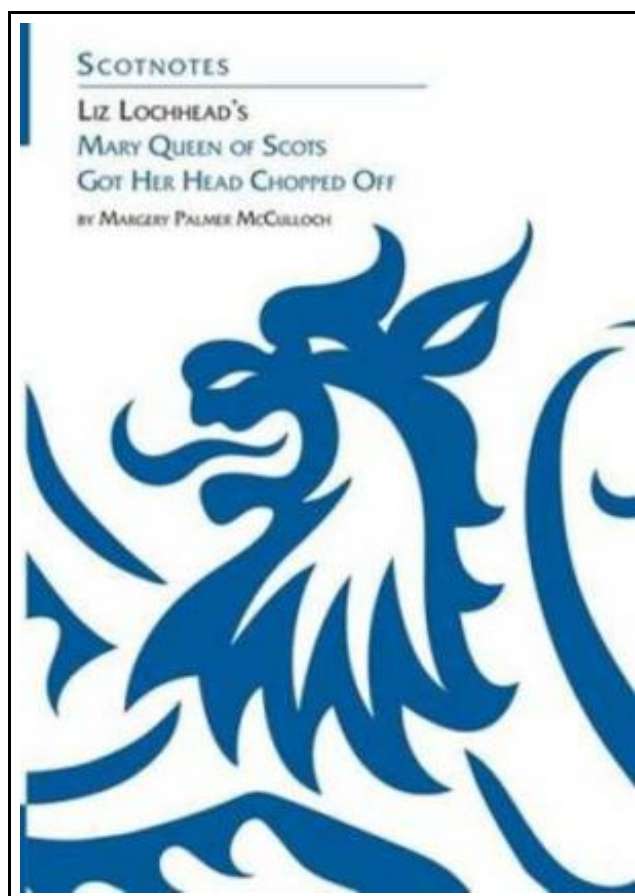 SCOTNOTES
LIZ LOCHHEAD'S
MARY QUEEN OF SCOTS
GOT HER HEAD CHOPPED OFF
BY MARGERY PALMER MCCULLOCH